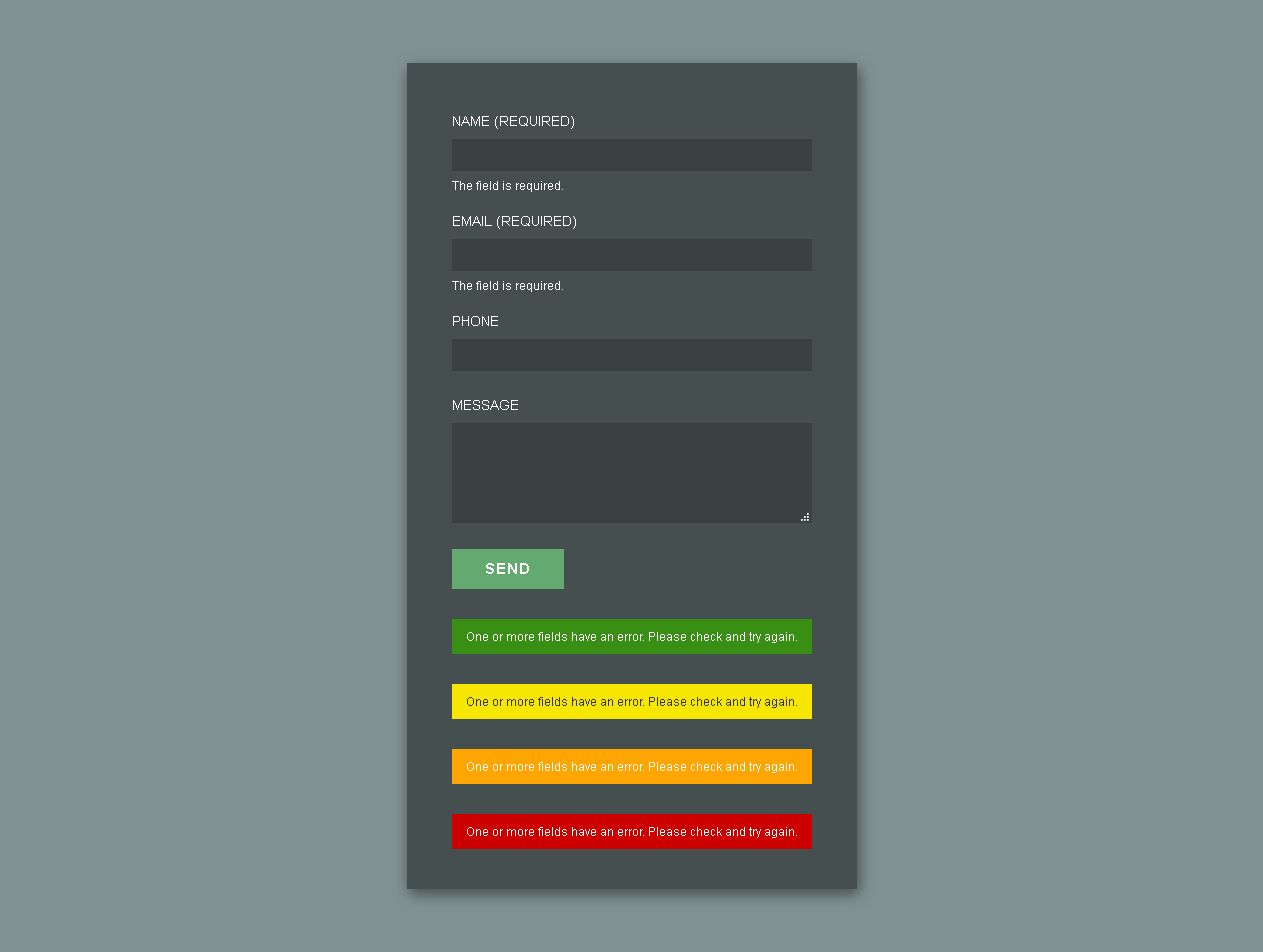 NAME (REQUIRED)
The field is required.
EMAIL (REQUIRED)
The field is required.
PHONE
MESSAGE
SEND
One or more fields have an error. Please check and try again.
One or more fields have an error. Please check and try again.
One or more fields have an error. Please check and try again.
One or more fields have an error. Please check and try again.